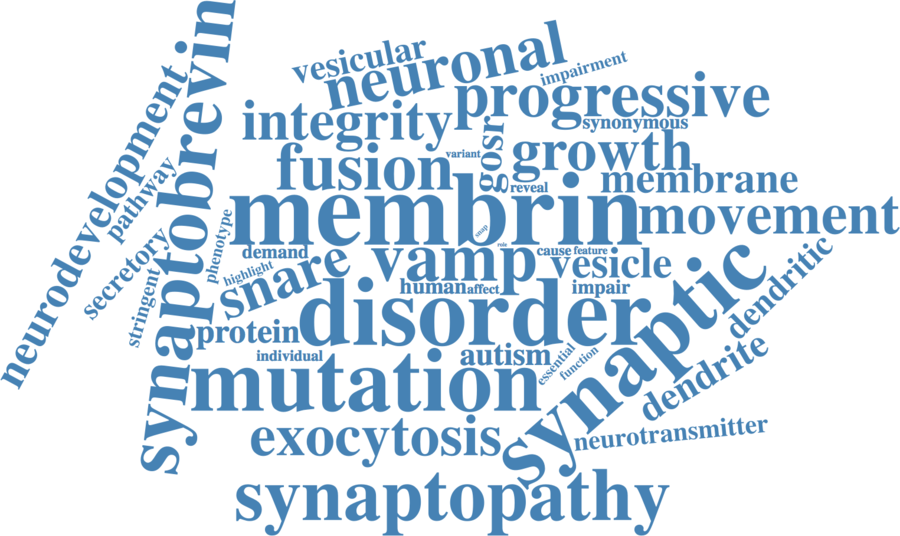 synaptobrevin
neurodevelopment
vesicular
neuronal
impairment
progressive
integrity
synonymous
gosr
variant
growth
fusion
reveal
membrane
pathway
membrin
snap
movement
phenotype
secretory
demand
vamp
cause
feature
vesicle
highlight
snare
human
affect
impair
stringent
disorder
synaptic
dendritic
protein
individual
autism
essential
function
mutation
dendrite
exocytosis
neurotransmitter
synaptopathy